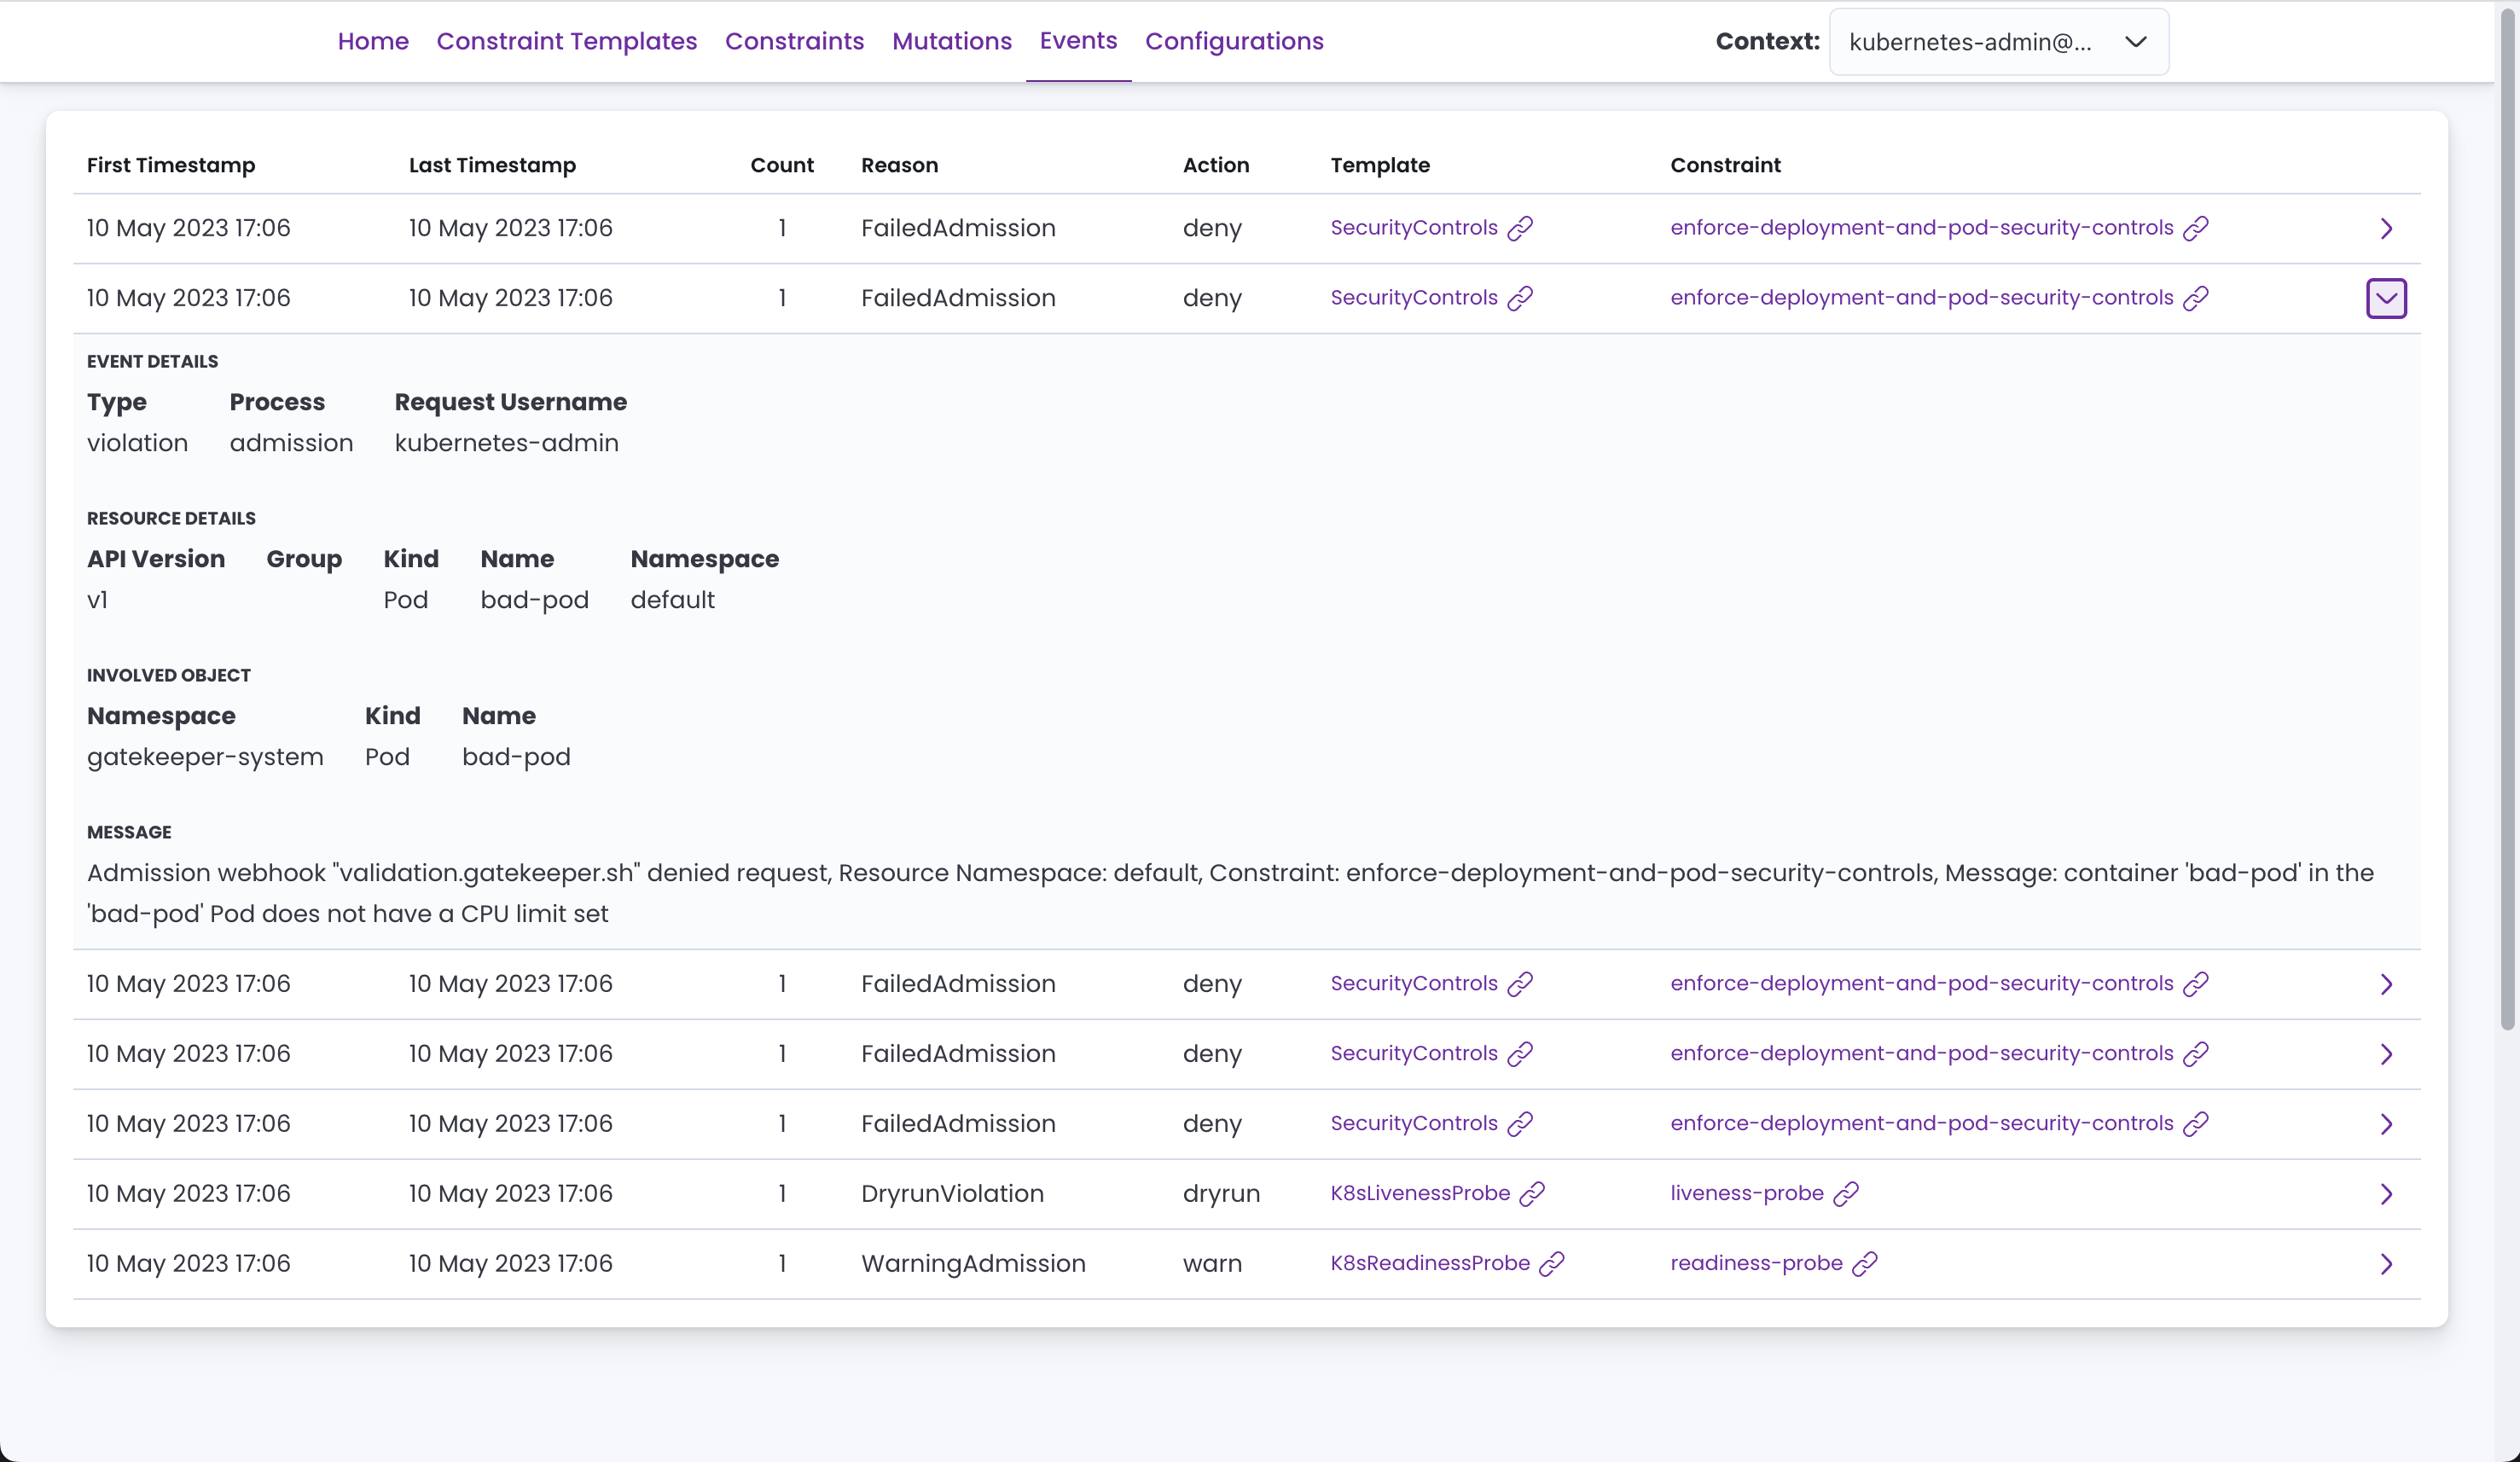 Home Constraint Templates Constraints Mutations Events Configurations Context: kubernetes-admin@...
First Timestamp Last Timestamp Count Reason Action Template Constraint
10 May 2023 17:06 10 May 2023 17:06 1 FailedAdmission deny SecurityControls enforce-deployment-and-pod-security-controls
10 May 2023 17:06 10 May 2023 17:06 1 FailedAdmission deny SecurityControls enforce-deployment-and-pod-security-controls
EVENT DETAILS
Type Process Request Username
violation admission kubernetes-admin
RESOURCE DETAILS
API Version Group Kind Name Namespace
v1 Pod bad-pod default
INVOLVED OBJECT
Namespace Kind Name
gatekeeper-system Pod bad-pod
MESSAGE
Admission webhook "validation.gatekeeper.sh" denied request, Resource Namespace: default, Constraint: enforce-deployment-and-pod-security-controls, Message: container 'bad-pod' in the
'bad-pod' Pod does not have a CPU limit set
10 May 2023 17:06 10 May 2023 17:06 1 FailedAdmission deny SecurityControls enforce-deployment-and-pod-security-controls
10 May 2023 17:06 10 May 2023 17:06 1 FailedAdmission deny SecurityControls enforce-deployment-and-pod-security-controls
10 May 2023 17:06 10 May 2023 17:06 1 FailedAdmission deny SecurityControls enforce-deployment-and-pod-security-controls
10 May 2023 17:06 10 May 2023 17:06 1 DryrunViolation dryrun K8sLivenessProbe liveness-probe
10 May 2023 17:06 10 May 2023 17:06 1 WarningAdmission warn K8sReadinessProbe readiness-probe